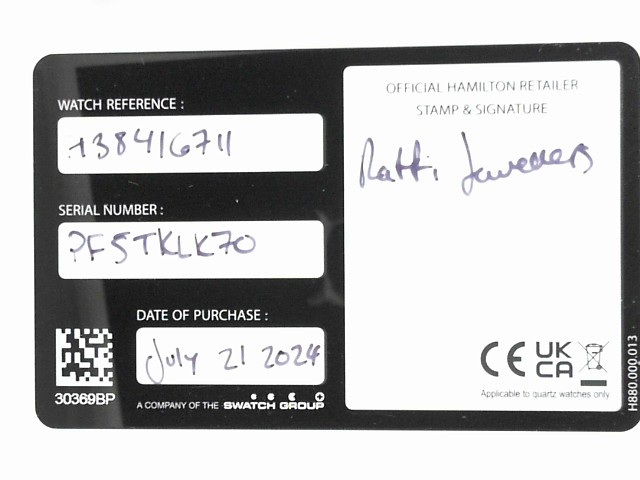 WATCH REFERENCE :
H38416711
SERIAL NUMBER :
PF5TKLK70
DATE OF PURCHASE :
July 21 2024
30369BP
A COMPANY OF THE SWATCH GROUP
OFFICIAL HAMILTON RETAILER
STAMP & SIGNATURE
Ratti Jewellers
CE UK
CA
Applicable to quartz watches only
H880.000.013